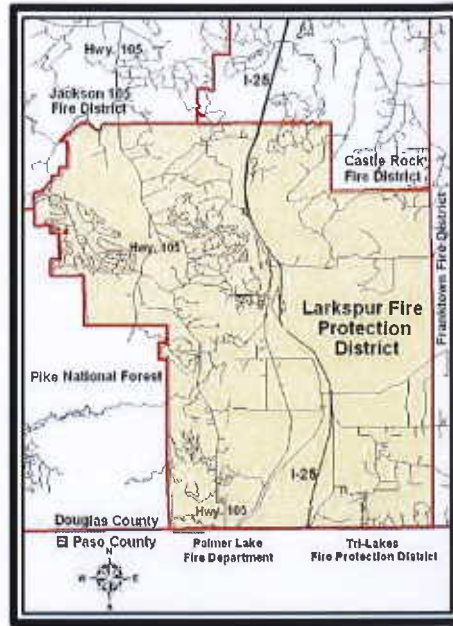 Hwy. 105
I-25
Jackson 105
Fire District
Castle Rock
Fire District
Franktown Fire District
Hwy. 105
Larkspur Fire
Protection
District
Pike National Forest
I-25
Hwy. 105
Douglas County
El Paso County
Palmer Lake
Fire Department
Tri-Lakes
Fire Protection District
N
W
E
S